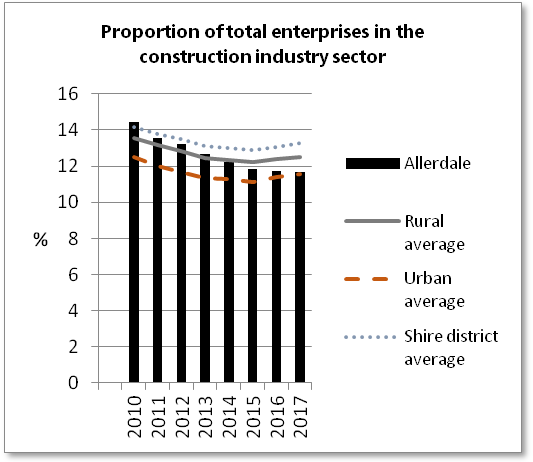 Proportion of total enterprises in the
construction industry sector
16
14
12
10
8
6
4
2
0
%
2010
2011
2012
2013
2014
2015
2016
2017
Allerdale
Rural
average
Urban
average
Shire district
average